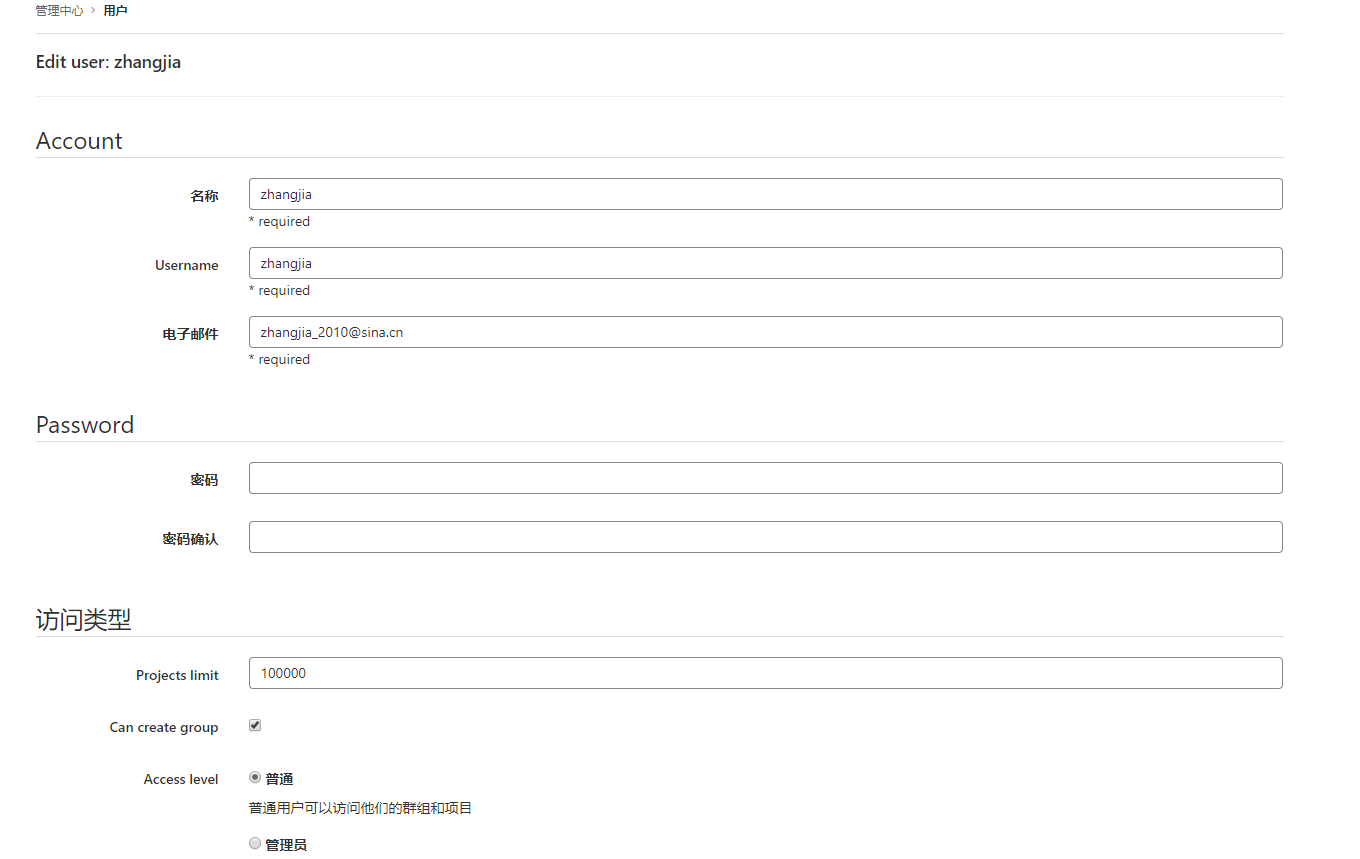 管理中心 > 用户
Edit user: zhangjia
Account
名称 zhangjia
* required
Username zhangjia
* required
电子邮件 zhangjia_2010@sina.cn
* required
Password
密码
密码确认
访问类型
Projects limit 100000
Can create group
Access level 普通
普通用户可以访问他们的群组和项目
管理员